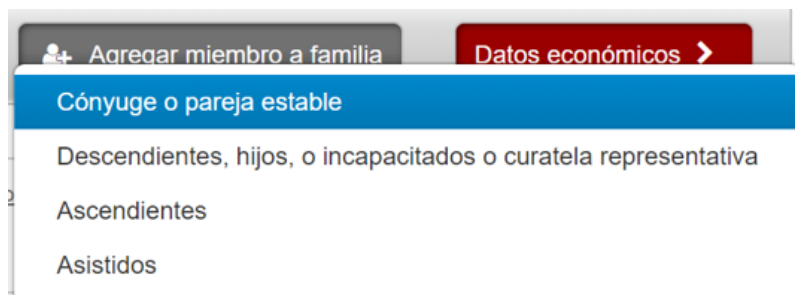 Agregar miembro a familia
Datos económicos
Cónyuge o pareja estable
Descendientes, hijos, o incapacitados o curatela representativa
Ascendientes
Asistidos